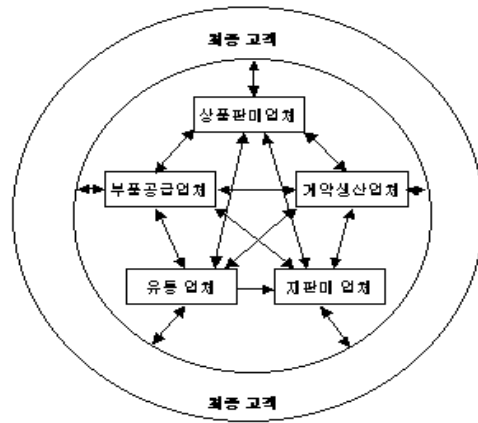 최종 고객
상품판매업체
부품공급업체
계약생산업체
유통 업체
재판매 업체
최종 고객